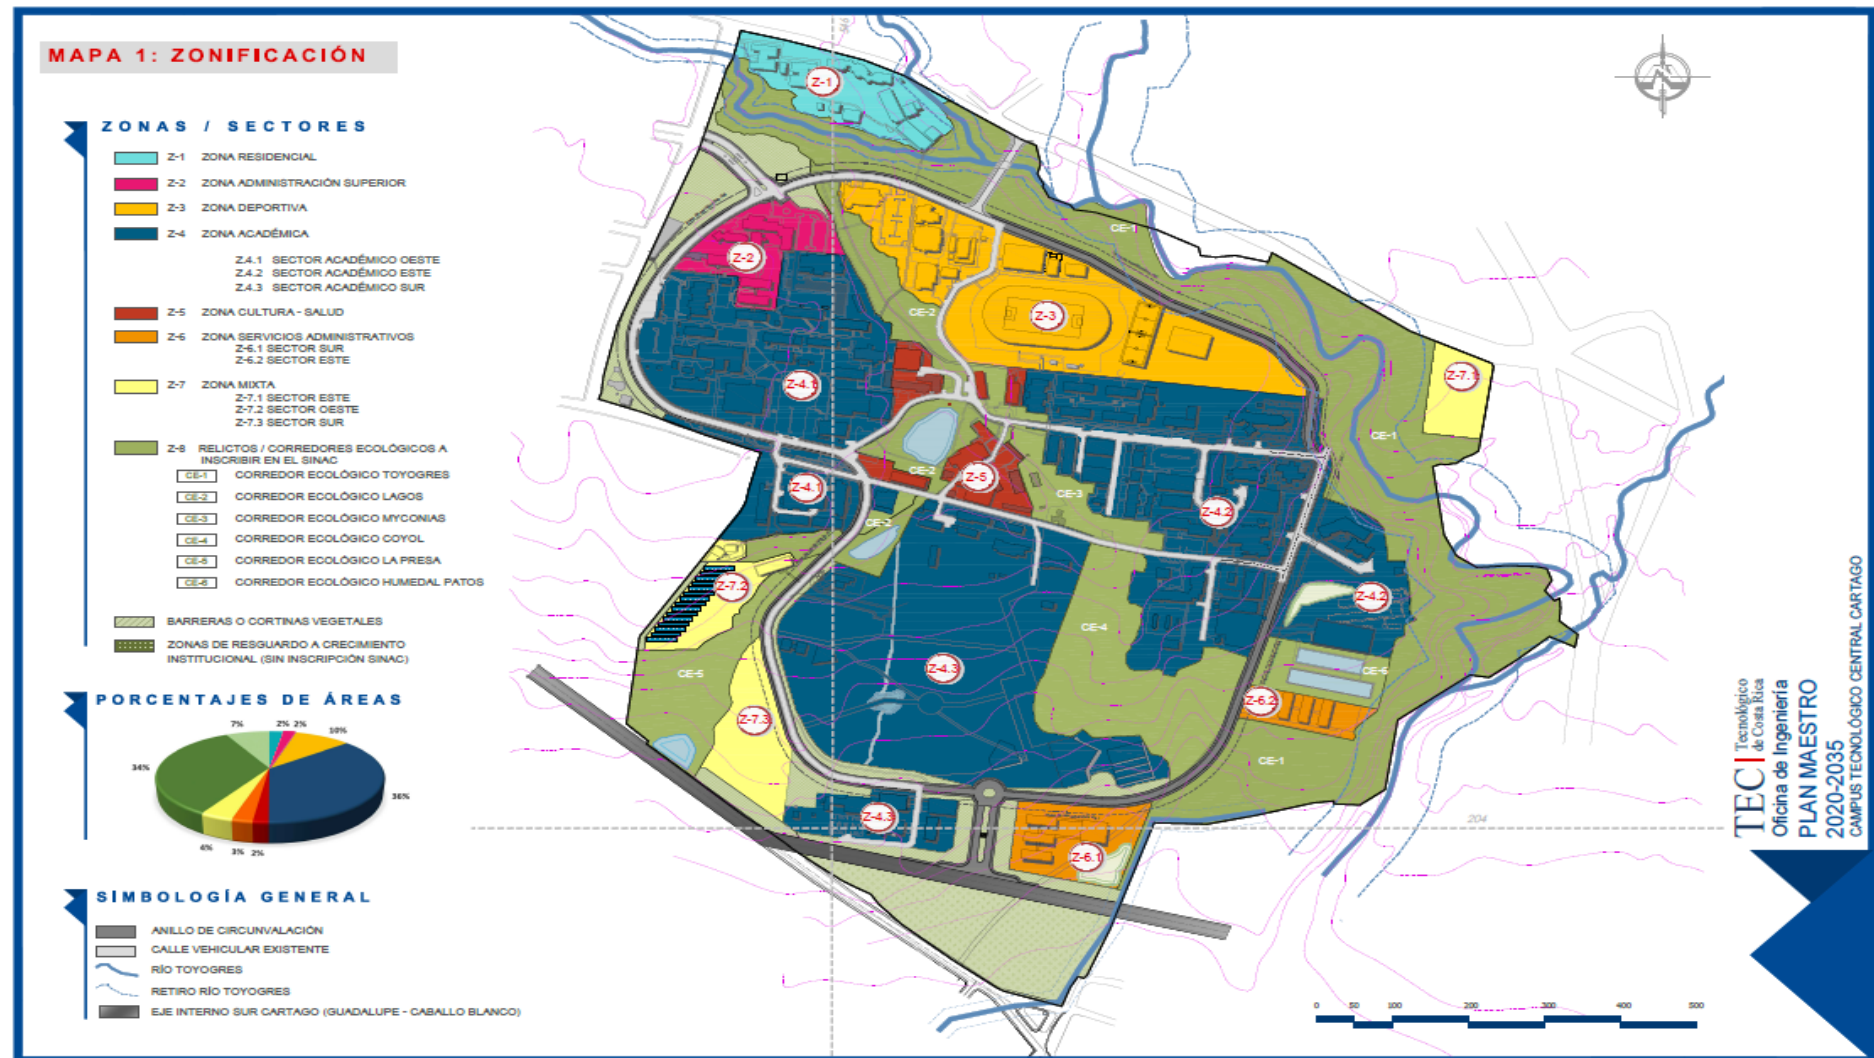 MAPA 1: ZONIFICACIÓN
ZONAS / SECTORES
Z-1 ZONA RESIDENCIAL
Z-2 ZONA ADMINISTRACIÓN SUPERIOR
Z-3 ZONA DEPORTIVA
Z-4 ZONA ACADÉMICA
Z.4.1 SECTOR ACADÉMICO OESTE
Z.4.2 SECTOR ACADÉMICO ESTE
Z.4.3 SECTOR ACADÉMICO SUR
Z-5 ZONA CULTURA - SALUD
Z-6 ZONA SERVICIOS ADMINISTRATIVOS
Z-6.1 SECTOR SUR
Z-6.2 SECTOR ESTE
Z-7 ZONA MIXTA
Z-7.1 SECTOR ESTE
Z-7.2 SECTOR OESTE
Z-7.3 SECTOR SUR
Z-8 RELICTOS / CORREDORES ECOLÓGICOS A
INSCRIBIR EN EL SINAC
CE-1 CORREDOR ECOLÓGICO TOYOGRES
CE-2 CORREDOR ECOLÓGICO LAGOS
CE-3 CORREDOR ECOLÓGICO MYCONIAS
CE-4 CORREDOR ECOLÓGICO COYOL
CE-5 CORREDOR ECOLÓGICO LA PRESA
CE-6 CORREDOR ECOLÓGICO HUMEDAL PATOS
BARRERAS O CORTINAS VEGETALES
ZONAS DE RESGUARDO A CRECIMIENTO
INSTITUCIONAL (SIN INSCRIPCIÓN SINAC)
PORCENTAJES DE ÁREAS
7%
2%
2%
10%
34%
36%
4%
3%
2%
SIMBOLOGÍA GENERAL
ANILLO DE CIRCUNVALACIÓN
CALLE VEHICULAR EXISTENTE
RÍO TOYOGRES
RETIRO RÍO TOYOGRES
EJE INTERNO SUR CARTAGO (GUADALUPE - CABALLO BLANCO)
546
Z-1
CE-1
Z-2
CE-2
Z-3
Z-4.1
Z-7.1
CE-1
CE-2
Z-5
Z-4.1
CE-3
Z-4.2
CE-2
Z-7.2
Z-4.2
CE-4
CE-5
Z-4.3
CE-6
Z-6.2
Z-7.3
CE-1
Z-4.3
Z-6.1
204
0 50 100 200 300 400 500
TEC | Tecnológico
de Costa Rica
Oficina de Ingeniería
PLAN MAESTRO
2020-2035
CAMPUS TECNOLÓGICO CENTRAL CARTAGO